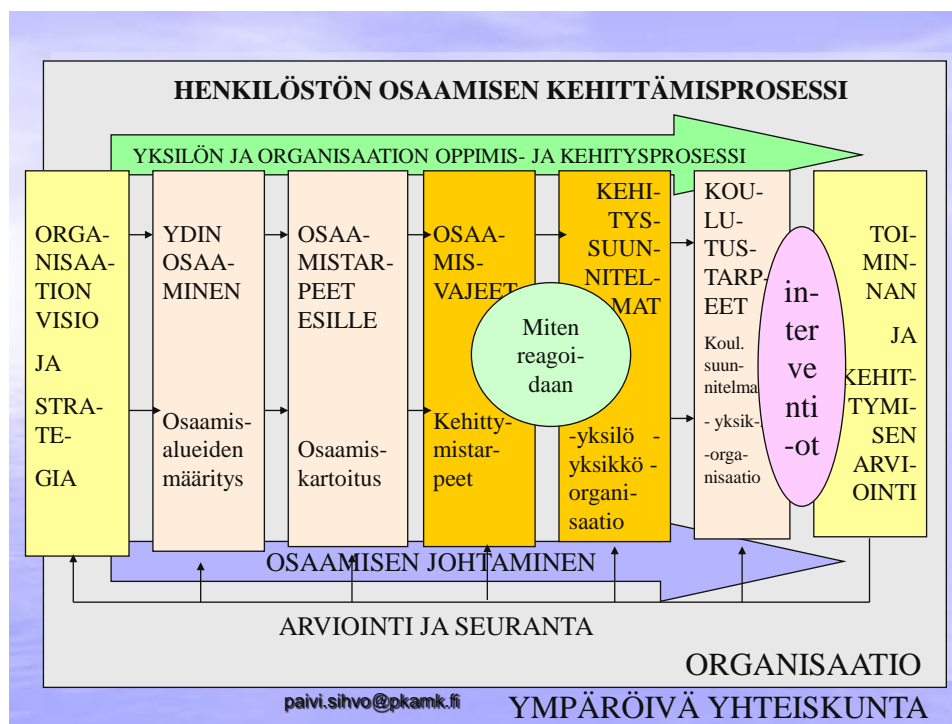 HENKILÖSTÖN OSAAMISEN KEHITTÄMISPROSESSI
YKSILÖN JA ORGANISAATION OPPIMIS- JA KEHITYSPROSESSI
ORGA-
NISAA-
TION
VISIO
JA
STRA-
TE-
GIA
YDIN
OSAA-
MINEN
Osaamis-
alueiden
määritys
OSAA-
MISTAR-
PEET
ESILLE
Osaamis-
kartoitus
OSAA-
MIS-
VAJEET
Kehitty-
mistar-
peet
Miten
reagoi-
daan
KEHI-
TYS-
SUUN-
NITEL-
MAT
-yksilö -
yksikkö -
organi-
saatio
KOU-
LU-
TUS-
TARP-
EET
Koul.
suun-
nitelma
- yksik-
-orga-
nisaatio
in-
ter
ve
nti
-ot
TOI-
MIN-
NAN
JA
KEHIT-
TYMI-
SEN
ARVI-
OINTI
OSAAMISEN JOHTAMINEN
ARVIOINTI JA SEURANTA
ORGANISAATIO
paivi.sihvo@pkamk.fi
YMPÄRÖIVÄ YHTEISKUNTA